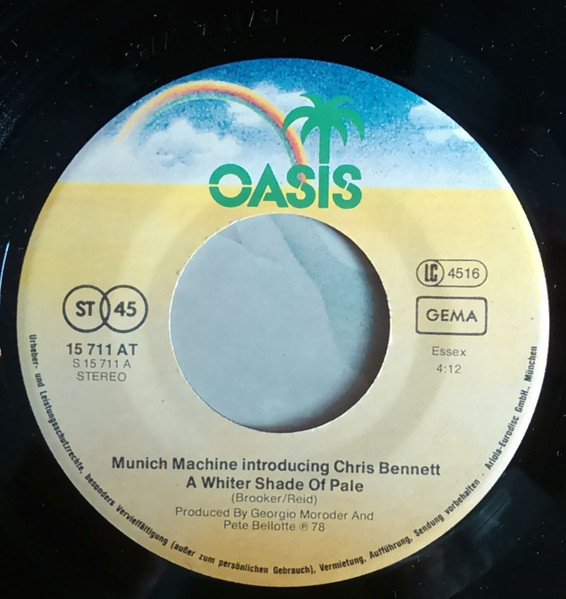 OASIS
LC 4516
ST 45
GEMA
15 711 AT
S 15 711 A
STEREO
Essex
4:12
Munich Machine introducing Chris Bennett
A Whiter Shade Of Pale
(Brooker/Reid)
Produced By Georgio Moroder And
Pete Bellotte ℗ 78
Urheber- und Leistungsschutzrechte, besonders Vervielfältigung (außer zum persönlichen Gebrauch), Vermietung, Aufführung, Sendung vorbehalten · Ariola-Eurodisc GmbH., München